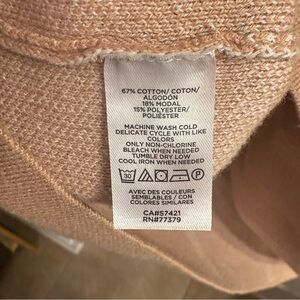 67% COTTON/ COTON/
ALGODÓN
18% MODAL
15% POLYESTER/
POLIÉSTER
MACHINE WASH COLD
DELICATE CYCLE WITH LIKE
COLORS
ONLY NON-CHLORINE
BLEACH WHEN NEEDED
TUMBLE DRY LOW
COOL IRON WHEN NEEDED
30 P
AVEC DES COULEURS
SEMBLABLES / CON
COLORES SIMILARES
CA#57421
RN#77379